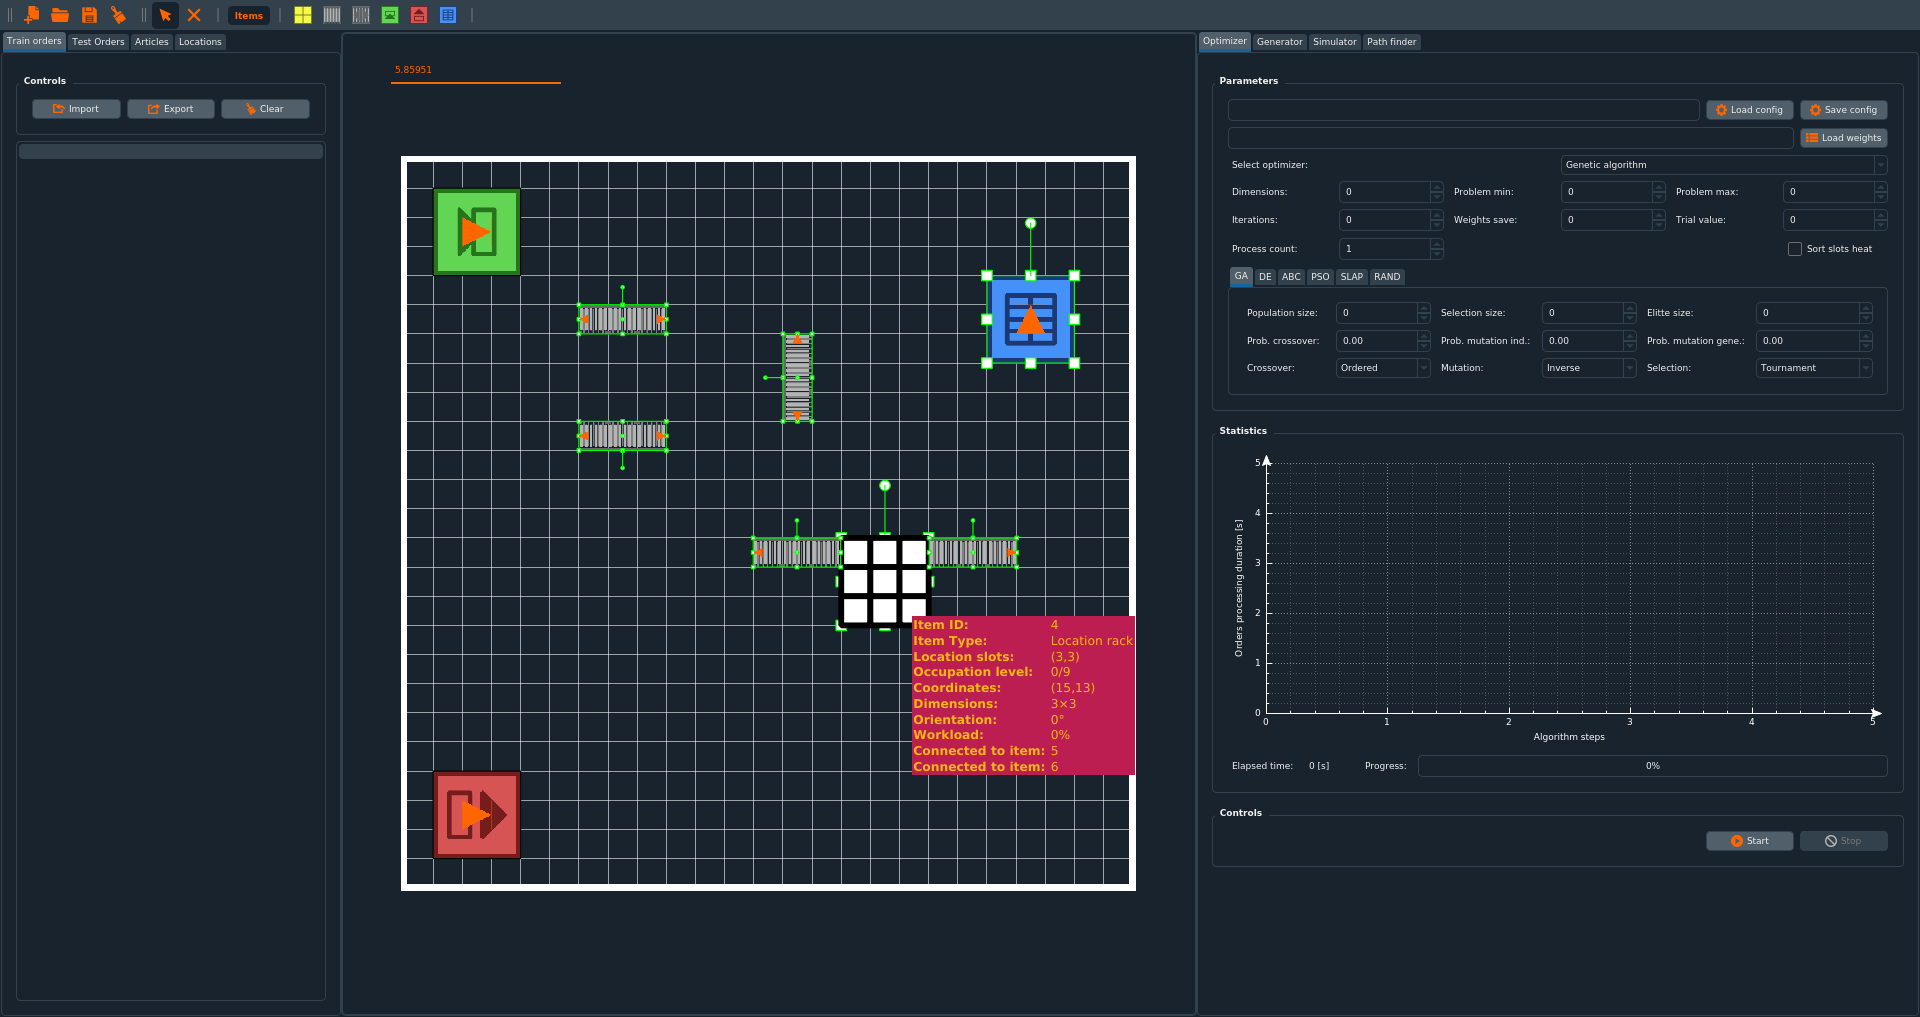 Items
Train orders Test Orders Articles Locations
Controls
Import Export Clear
5.85951
Item ID: 4
Item Type: Location rack
Location slots: (3,3)
Occupation level: 0/9
Coordinates: (15,13)
Dimensions: 3×3
Orientation: 0°
Workload: 0%
Connected to item: 5
Connected to item: 6
Optimizer Generator Simulator Path finder
Parameters
Load config Save config
Load weights
Select optimizer: Genetic algorithm
Dimensions: 0 Problem min: 0 Problem max: 0
Iterations: 0 Weights save: 0 Trial value: 0
Process count: 1 Sort slots heat
GA DE ABC PSO SLAP RAND
Population size: 0 Selection size: 0 Elitte size: 0
Prob. crossover: 0.00 Prob. mutation ind.: 0.00 Prob. mutation gene.: 0.00
Crossover: Ordered Mutation: Inverse Selection: Tournament
Statistics
Orders processing duration [s]
5
4
3
2
1
0
0 1 2 3 4 5
Algorithm steps
Elapsed time: 0 [s] Progress: 0%
Controls
Start Stop